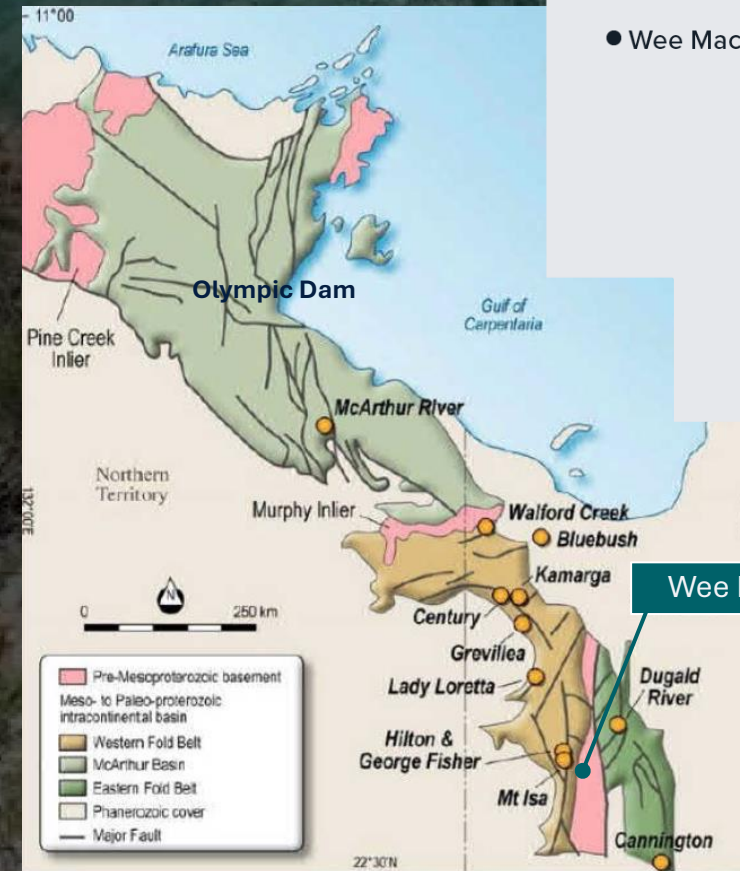 11°00
Arafura Sea
• Wee Mac
Olympic Dam
Gulf of
Carpentaria
Pine Creek
Inlier
McArthur River
Northern
Territory
132°00'E
Murphy Inlier
Walford Creek
Bluebush
Kamarga
0 250 km
N
Century
Wee
Grevillea
Pre-Mesoproterozoic basement
Meso- to Paleo-proterozoic
intracontinental basin
Western Fold Belt
McArthur Basin
Eastern Fold Belt
Phanerozoic cover
Major Fault
Lady Loretta
Dugald
River
Hilton &
George Fisher
Mt Isa
Cannington
22°30'N